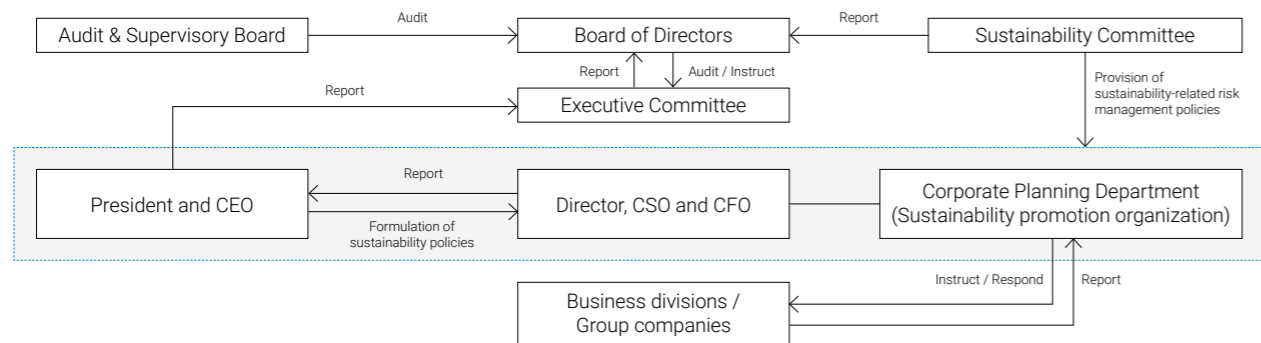 Audit & Supervisory Board
Audit
Board of Directors
Report
Sustainability Committee
Report
Audit / Instruct
Provision of
sustainability-related risk
management policies
Report
Executive Committee
President and CEO
Report
Formulation of
sustainability policies
Director, CSO and CFO
Corporate Planning Department
(Sustainability promotion organization)
Instruct / Respond
Report
Business divisions /
Group companies